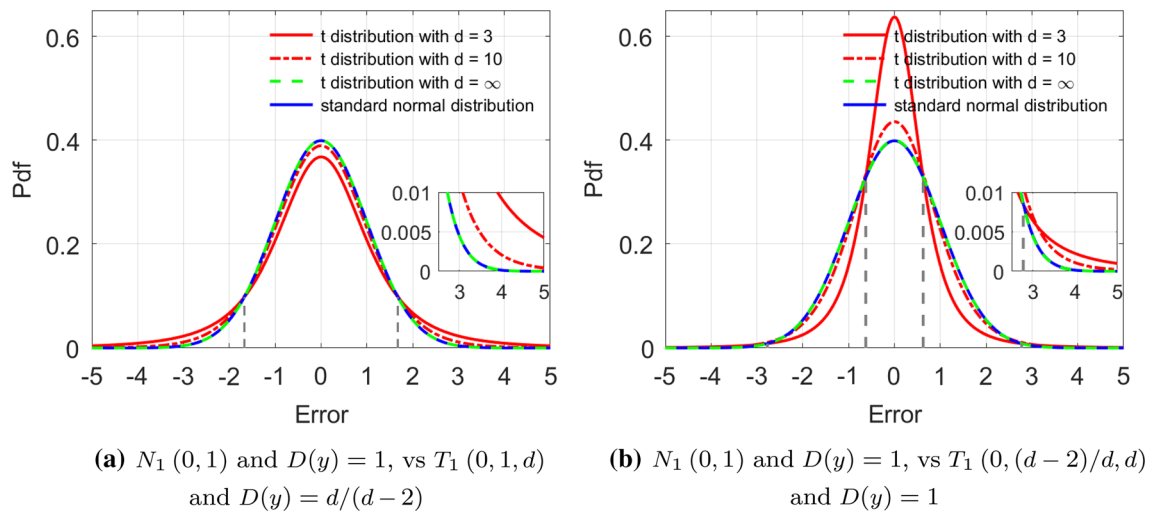 0.6
0.4
0.2
0
Pdf
t distribution with d = 3
t distribution with d = 10
t distribution with d = ∞
standard normal distribution
0.01
0.005
0
3 4 5
-5 -4 -3 -2 -1 0 1 2 3 4 5
Error
0.6
0.4
0.2
0
Pdf
t distribution with d = 3
t distribution with d = 10
t distribution with d = ∞
standard normal distribution
0.01
0.005
0
3 4 5
-5 -4 -3 -2 -1 0 1 2 3 4 5
Error
(a) N₁ (0, 1) and D(y) = 1, vs T₁ (0, 1, d)
and D(y) = d/(d − 2)
(b) N₁ (0, 1) and D(y) = 1, vs T₁ (0, (d − 2)/d, d)
and D(y) = 1